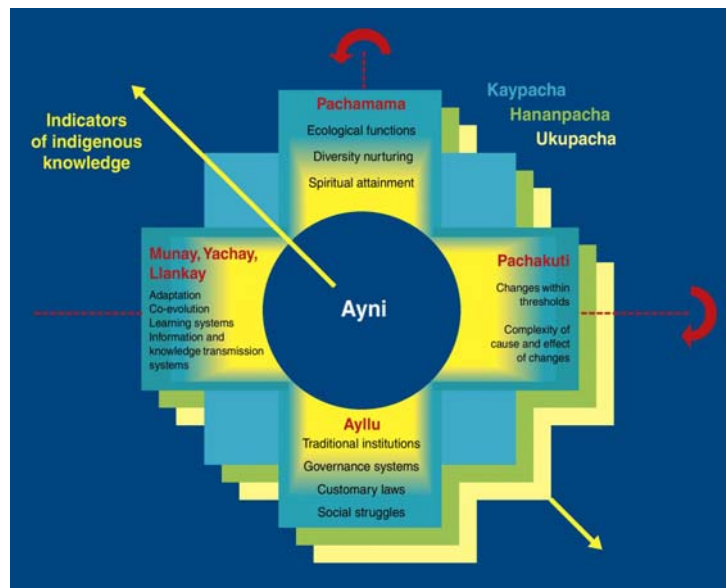 Kaypacha
Hananpacha
Ukupacha
Indicators
of indigenous
knowledge
Pachamama
Ecological functions
Diversity nurturing
Spiritual attainment
Munay, Yachay,
Llankay
Adaptation
Co-evolution
Learning systems
Information and
knowledge transmission
systems
Ayni
Pachakuti
Changes within
thresholds
Complexity of
cause and effect
of changes
Ayllu
Traditional institutions
Governance systems
Customary laws
Social struggles